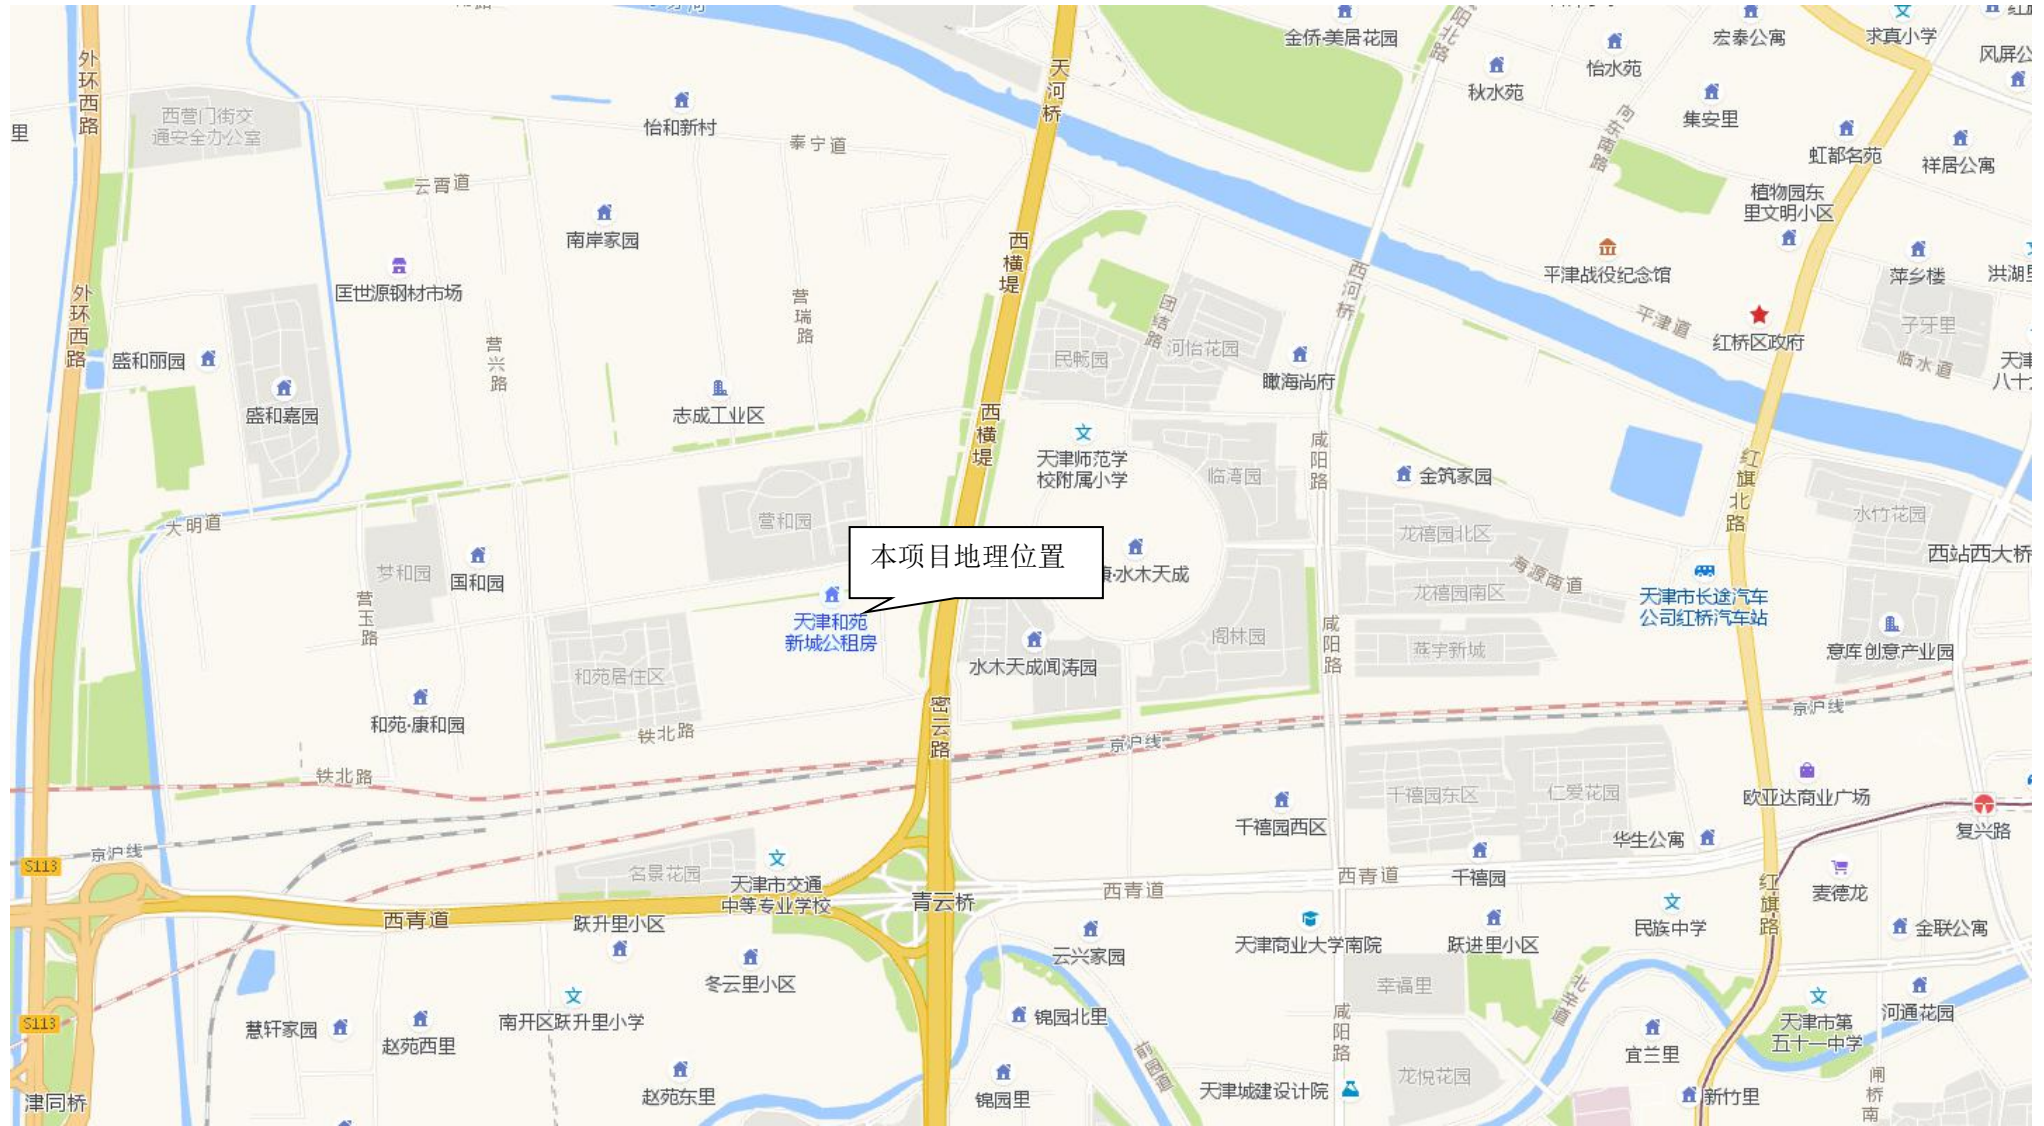 金侨·美居花园
宏泰公寓
求真小学
怡水苑
秋水苑
集安里
外环西路
西营门街交
通安全办公室
里
怡和新村
泰宁道
天河桥
向东南路
虹都名苑
祥居公寓
云霄道
植物园东
里文明小区
南岸家园
西横堤
平津战役纪念馆
萍乡楼
匡世源钢材市场
外环西路
营瑞路
西河桥
团结路
平津道
红桥区政府
子牙里
临水道
盛和丽园
营兴路
民畅园
河怡花园
瞰海尚府
盛和嘉园
志成工业区
西横堤
天津师范学
校附属小学
咸阳路
临湾园
金筑家园
红旗北路
大明道
营和园
水竹花园
龙禧园北区
西站西大桥
本项目地理位置
梦和园
国和园
水木天成
海源南道
龙禧园南区
天津市长途汽车
公司红桥汽车站
营玉路
天津和苑
新城公租房
阁林园
咸阳路
燕宇新城
意库创意产业园
水木天成闻涛园
和苑居住区
和苑·康和园
密云路
铁北路
京沪线
京沪线
铁北路
千禧园东区
仁爱花园
欧亚达商业广场
千禧园西区
华生公寓
复兴路
京沪线
S113
名景花园
天津市交通
中等专业学校
西青道
西青道
千禧园
麦德龙
红旗路
西青道
跃升里小区
青云桥
天津商业大学南院
跃进里小区
民族中学
金联公寓
云兴家园
冬云里小区
幸福里
北辛道
S113
慧轩家园
赵苑西里
南开区跃升里小学
锦园北里
咸阳路
宜兰里
天津市第
五十一中学
河通花园
前园道
津同桥
赵苑东里
锦园里
天津城建设计院
龙悦花园
新竹里
闸桥南